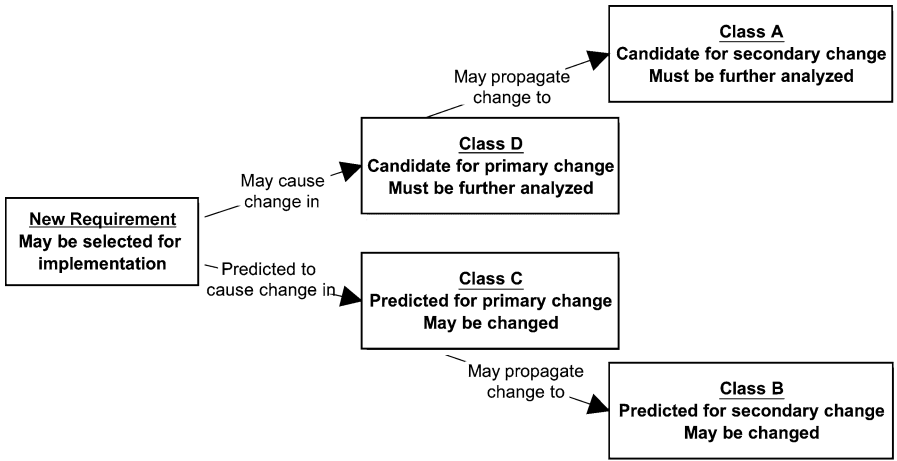 Class A
Candidate for secondary change
Must be further analyzed
May propagate
change to
Class D
Candidate for primary change
Must be further analyzed
May cause
change in
New Requirement
May be selected for
implementation
Predicted to
cause change in
Class C
Predicted for primary change
May be changed
May propagate
change to
Class B
Predicted for secondary change
May be changed